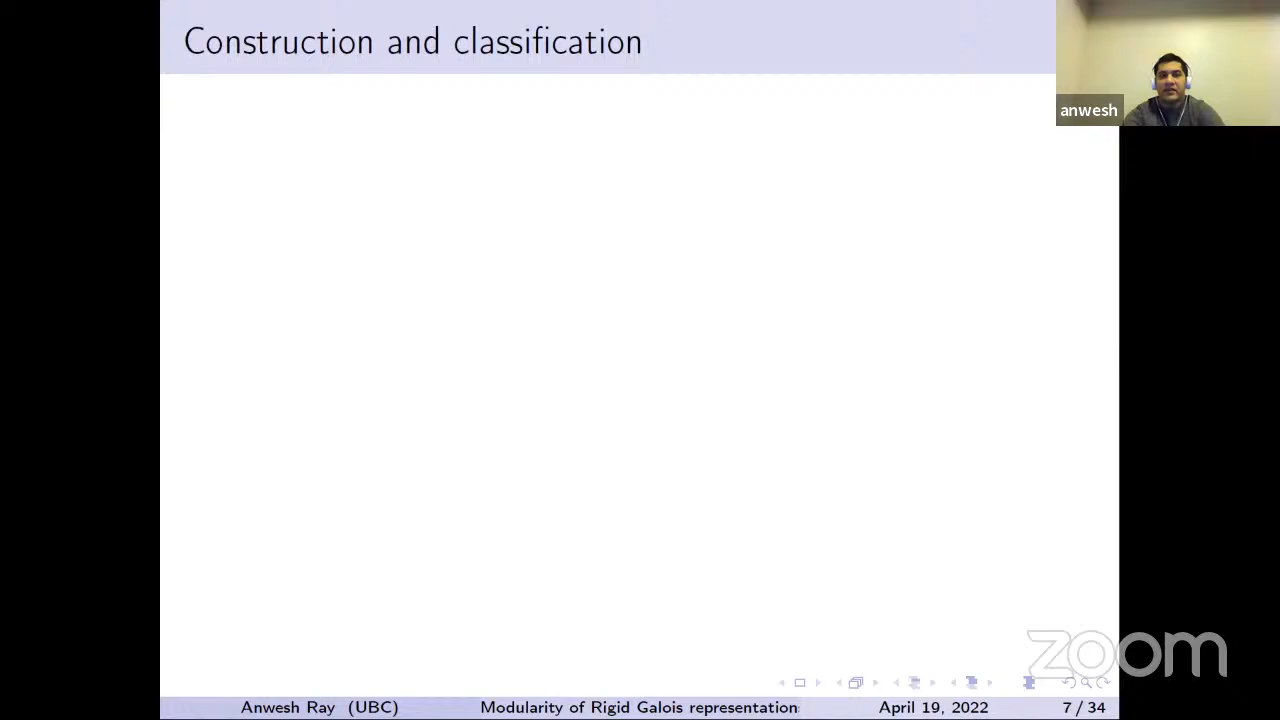 Construction and classification
anwesh
zoom
Anwesh Ray (UBC) Modularity of Rigid Galois representation April 19, 2022 7 / 34